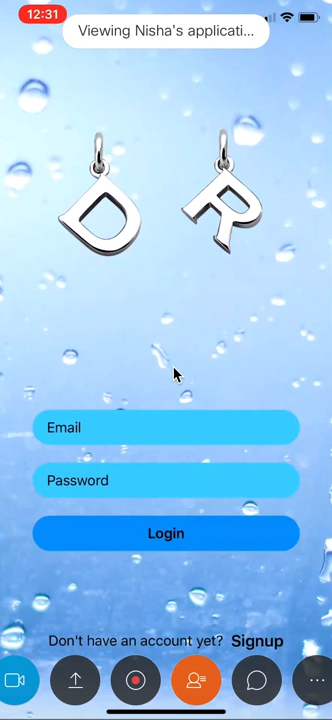 12:31
Viewing Nisha's applicati...
D R
Email
Password
Login
Don't have an account yet? Signup